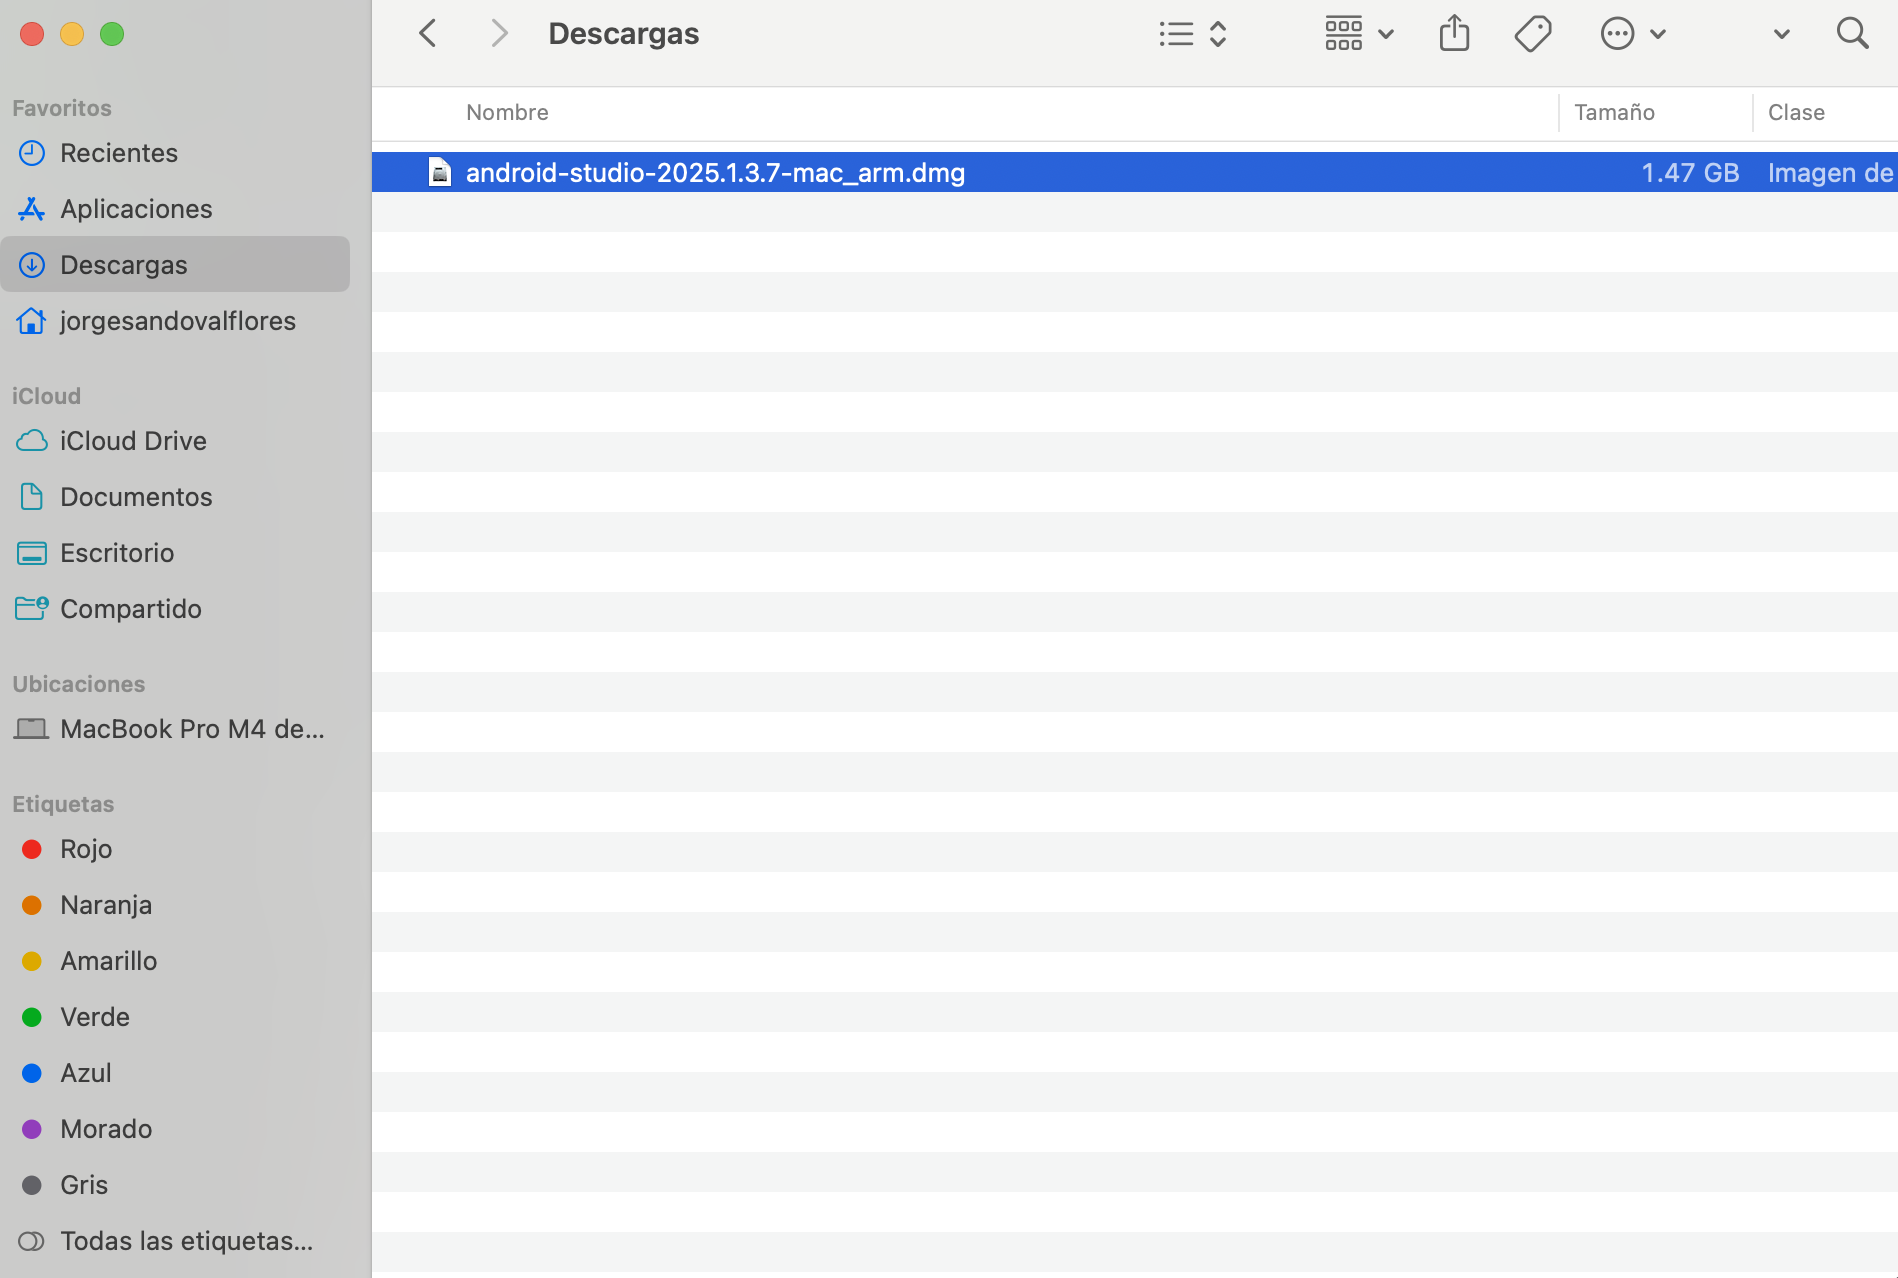 Descargas
Favoritos
Recientes
Aplicaciones
Descargas
jorgesandovalflores
iCloud
iCloud Drive
Documentos
Escritorio
Compartido
Ubicaciones
MacBook Pro M4 de...
Etiquetas
Rojo
Naranja
Amarillo
Verde
Azul
Morado
Gris
Todas las etiquetas...
Nombre Tamaño Clase
android-studio-2025.1.3.7-mac_arm.dmg 1.47 GB Imagen de